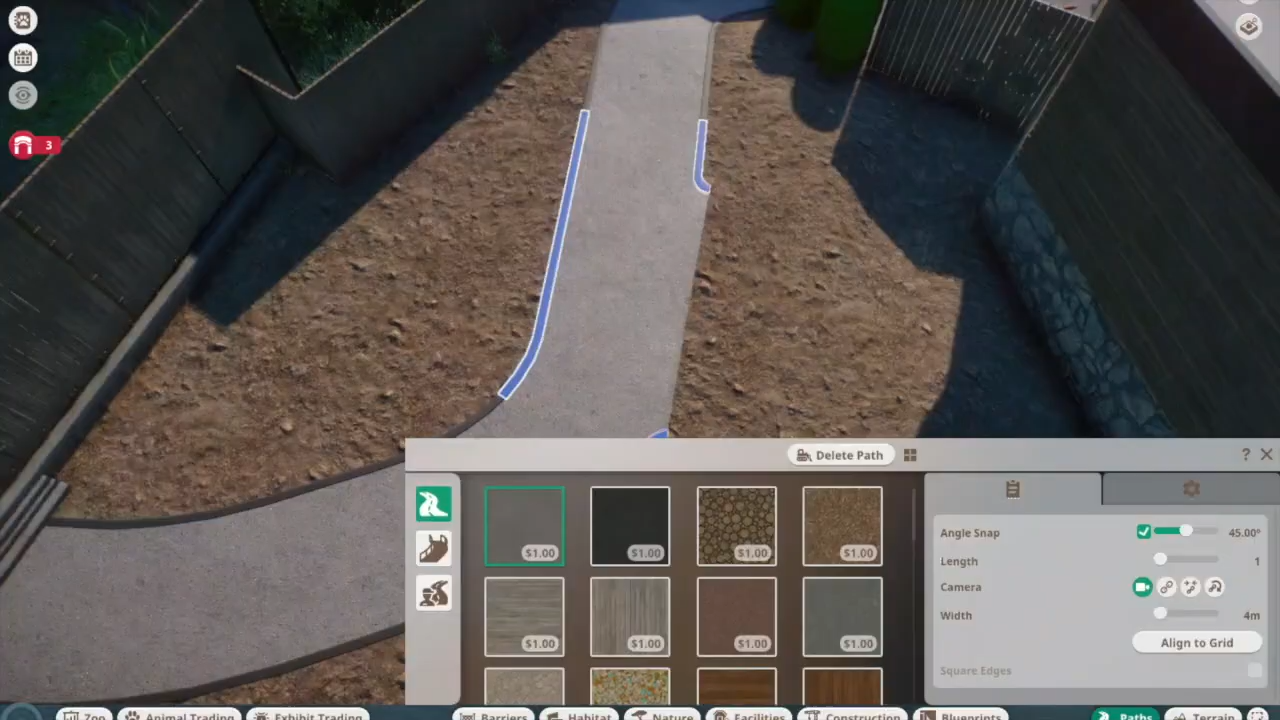 3
Delete Path
?
Angle Snap 45.00°
Length 1
Camera
Width 4m
Align to Grid
Square Edges
$1.00 $1.00 $1.00 $1.00
$1.00 $1.00 $1.00 $1.00
Zoo Animal Trading Exhibit Trading Barriers Habitat Nature Facilities Construction Blueprints Paths Terrain